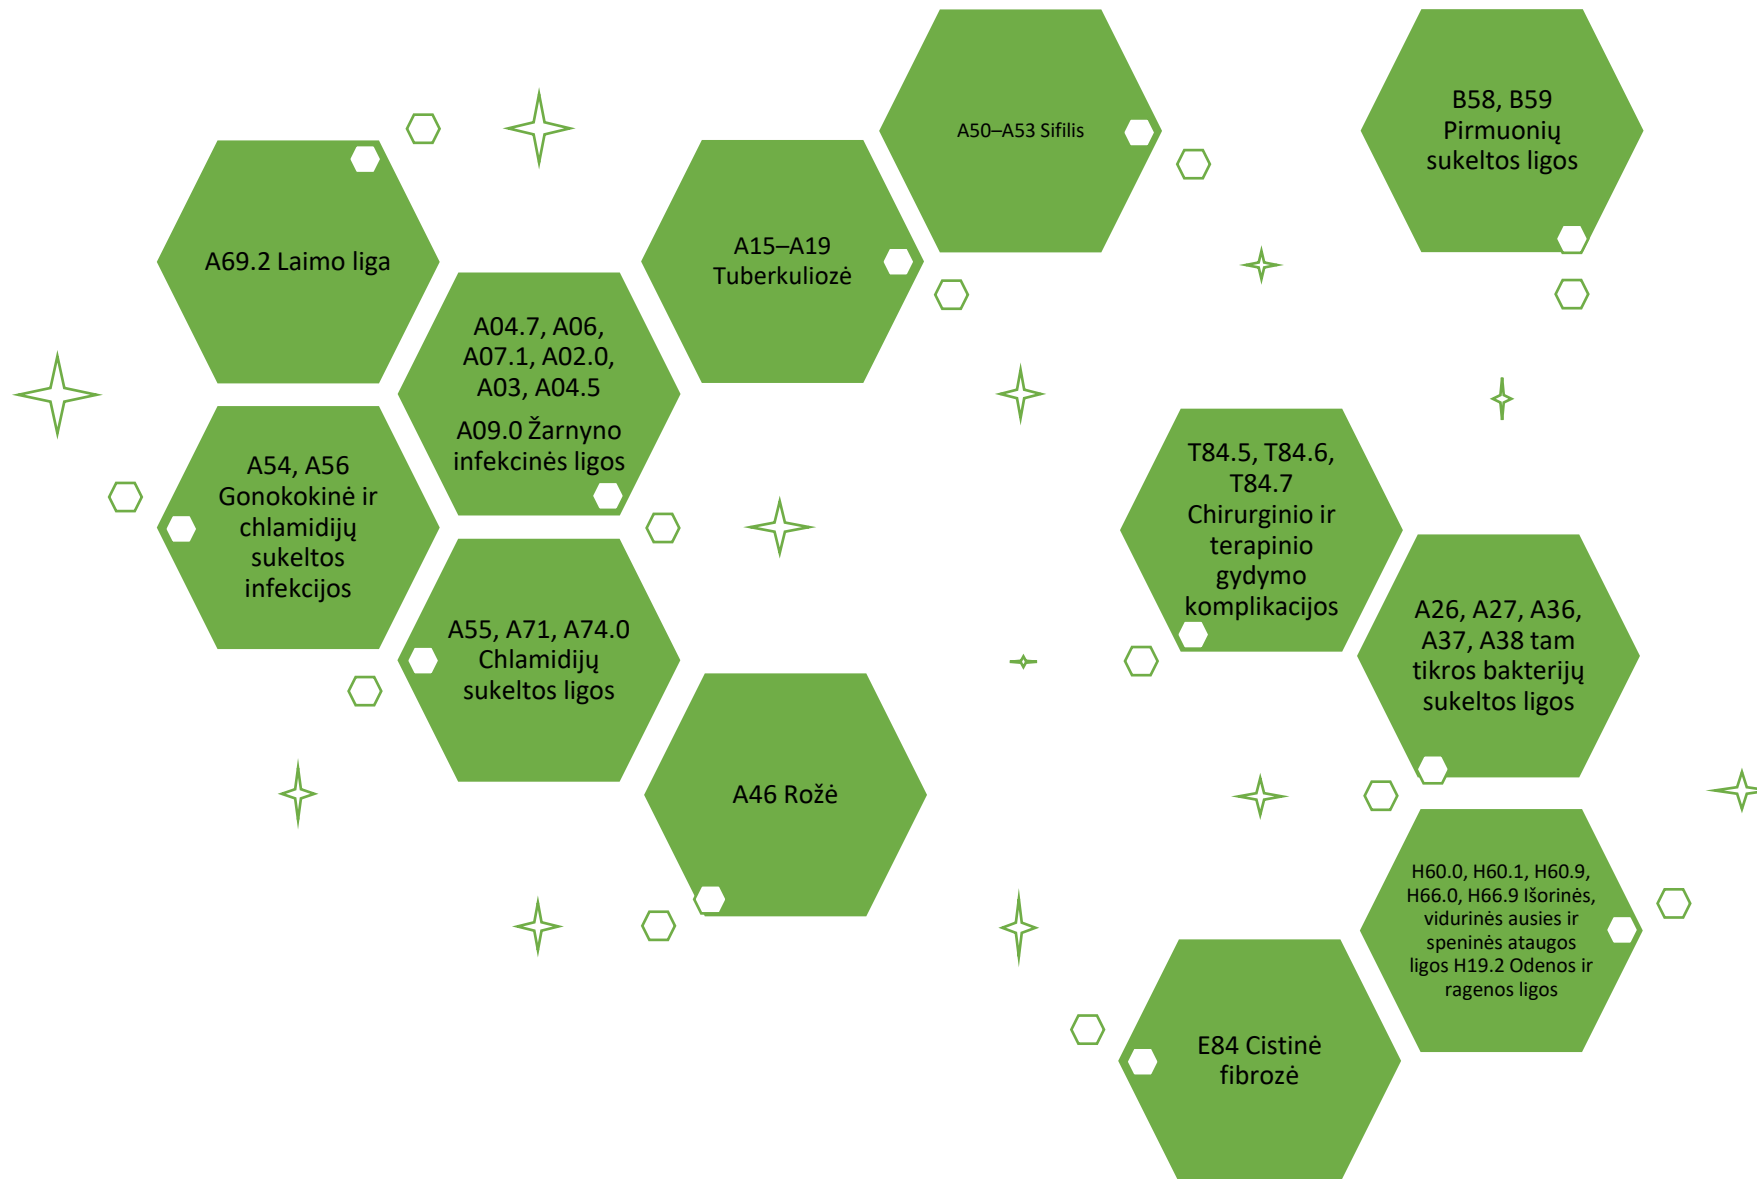 A50–A53 Sifilis
B58, B59
Pirmuonių
sukeltos ligos
A69.2 Laimo liga
A15–A19
Tuberkuliozė
A04.7, A06,
A07.1, A02.0,
A03, A04.5
A09.0 Žarnyno
infekcinės ligos
A54, A56
Gonokokinė ir
chlamidijų
sukeltos
infekcijos
T84.5, T84.6,
T84.7
Chirurginio ir
terapinio
gydymo
komplikacijos
A55, A71, A74.0
Chlamidijų
sukeltos ligos
A26, A27, A36,
A37, A38 tam
tikros bakterijų
sukeltos ligos
A46 Rožė
H60.0, H60.1, H60.9,
H66.0, H66.9 Išorinės,
vidurinės ausies ir
speninės ataugos
ligos H19.2 Odenos ir
ragenos ligos
E84 Cistinė
fibrozė